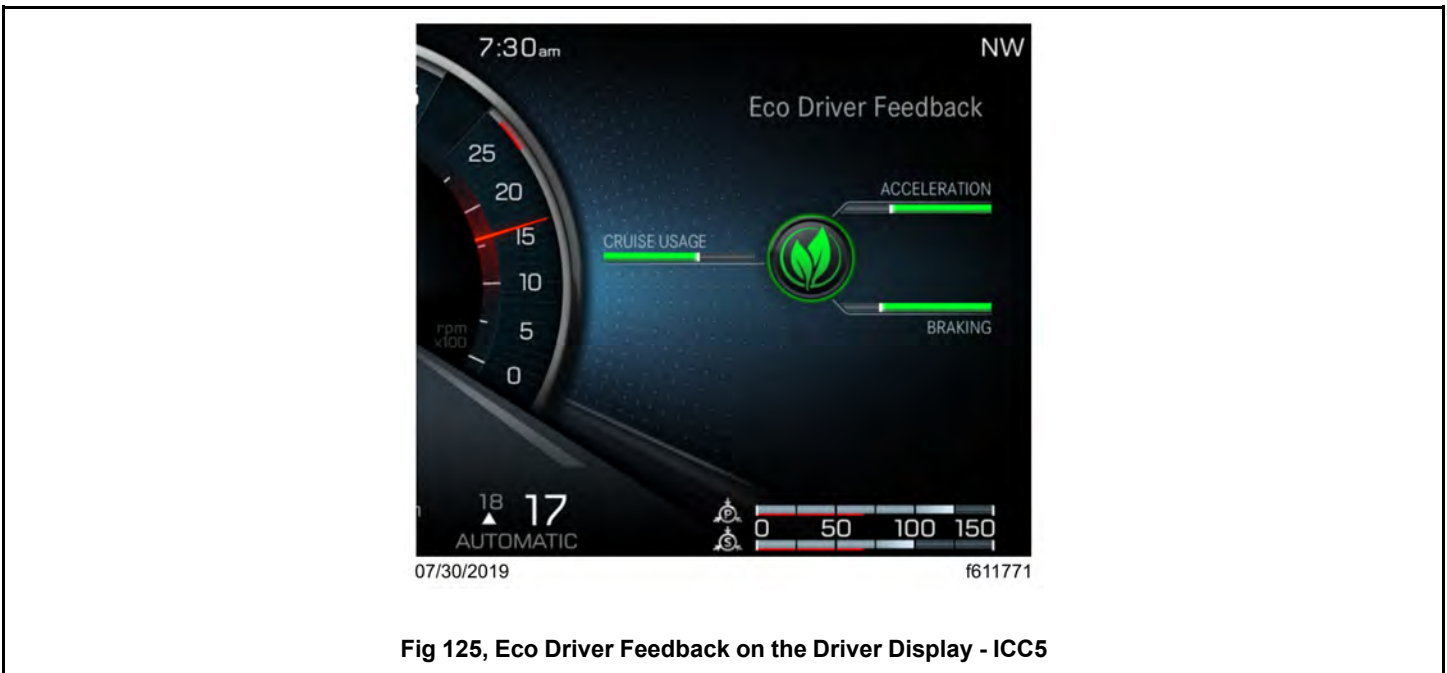 7:30am
NW
Eco Driver Feedback
25
20
ACCELERATION
15
CRUISE USAGE
10
5
BRAKING
rpm
x100
0
18 17
AUTOMATIC
P
0 50 100 150
S
07/30/2019
f611771
Fig 125, Eco Driver Feedback on the Driver Display - ICC5